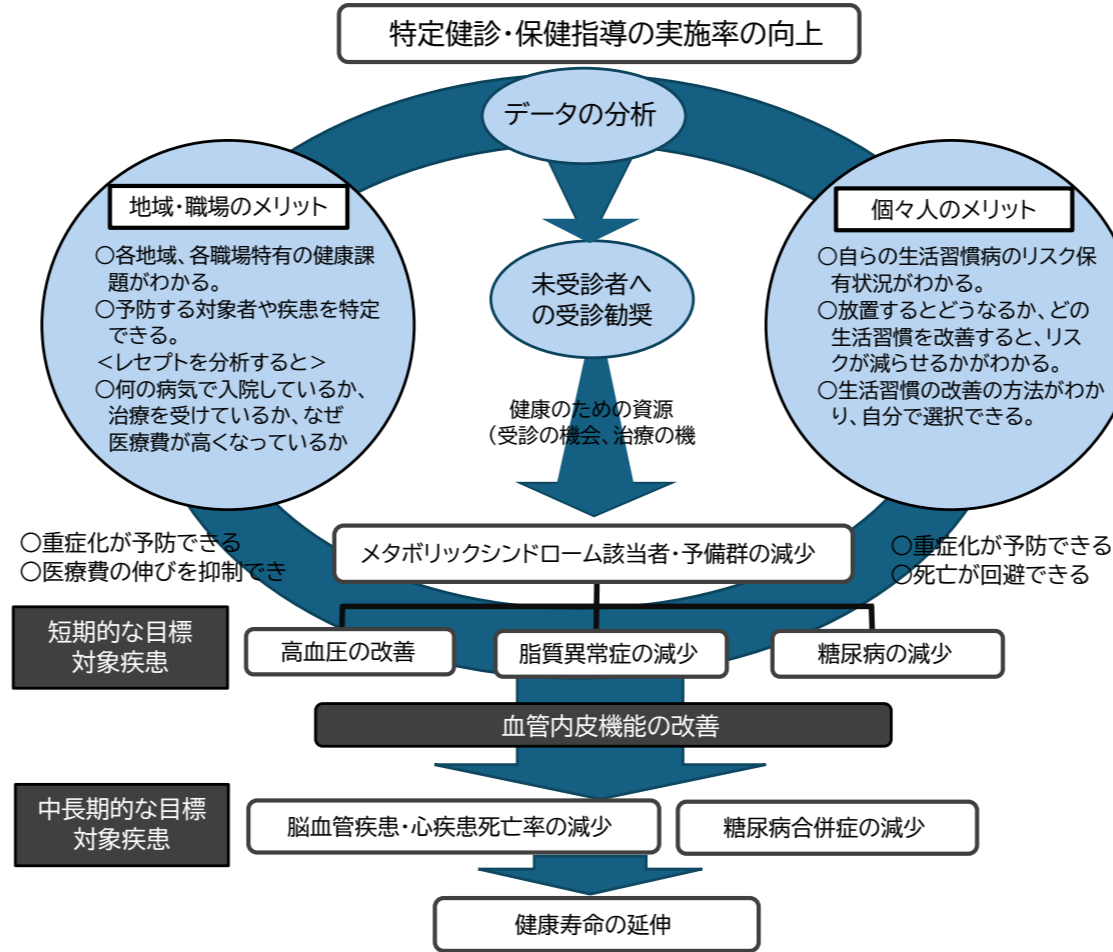 特定健診・保健指導の実施率の向上
データの分析
地域・職場のメリット
〇各地域、各職場特有の健康課
題がわかる。
〇予防する対象者や疾患を特定
できる。
<レセプトを分析すると>
〇何の病気で入院しているか、
治療を受けているか、なぜ
医療費が高くなっているか
未受診者へ
の受診勧奨
健康のための資源
（受診の機会、治療の機
個々人のメリット
〇自らの生活習慣病のリスク保
有状況がわかる。
〇放置するとどうなるか、どの
生活習慣を改善すると、リス
クが減らせるかがわかる。
〇生活習慣の改善の方法がわか
り、自分で選択できる。
〇重症化が予防できる
〇医療費の伸びを抑制でき
メタボリックシンドローム該当者・予備群の減少
〇重症化が予防できる
〇死亡が回避できる
短期的な目標
対象疾患
高血圧の改善
脂質異常症の減少
糖尿病の減少
血管内皮機能の改善
中長期的な目標
対象疾患
脳血管疾患・心疾患死亡率の減少
糖尿病合併症の減少
健康寿命の延伸